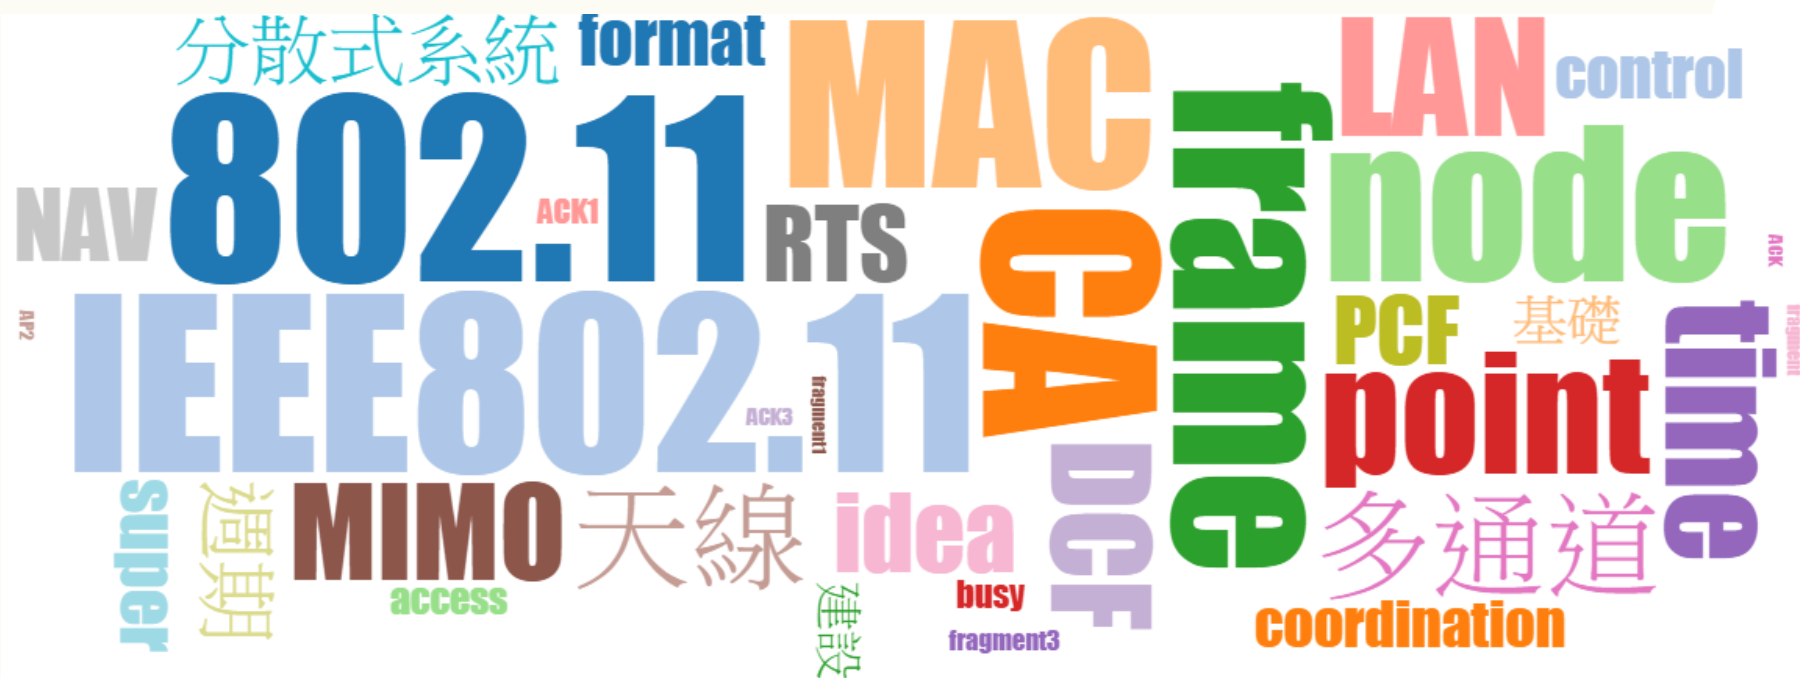 分散式系統
format
MAC
LAN
control
802.11
frame
node
NAV
ACK1
RTS
CA
ACK
AP2
IEEE802.11
PCF
基礎
time
fragment
point
ACK3
fragment1
DCF
super
週期
MIMO
天線
idea
多通道
access
建設
busy
coordination
fragment3